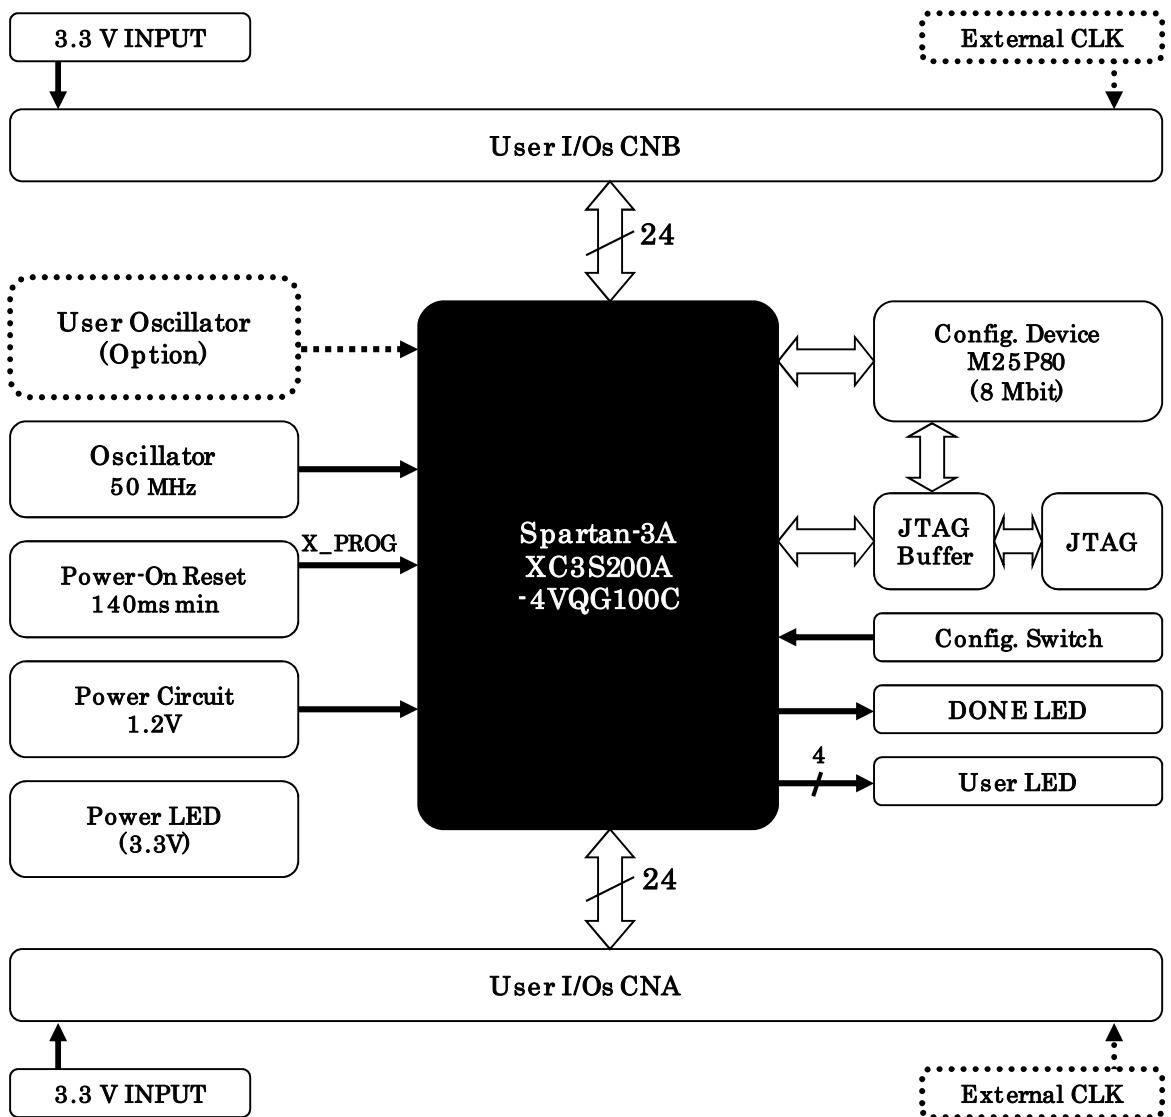 3.3 V INPUT
External CLK
User I/Os CNB
24
User Oscillator
(Option)
Config. Device
M25P80
(8 Mbit)
Oscillator
50 MHz
X_PROG
Power-On Reset
140ms min
Spartan-3A
XC3S200A
-4VQG100C
JTAG
Buffer
JTAG
Config. Switch
Power Circuit
1.2V
DONE LED
4
User LED
Power LED
(3.3V)
24
User I/Os CNA
3.3 V INPUT
External CLK